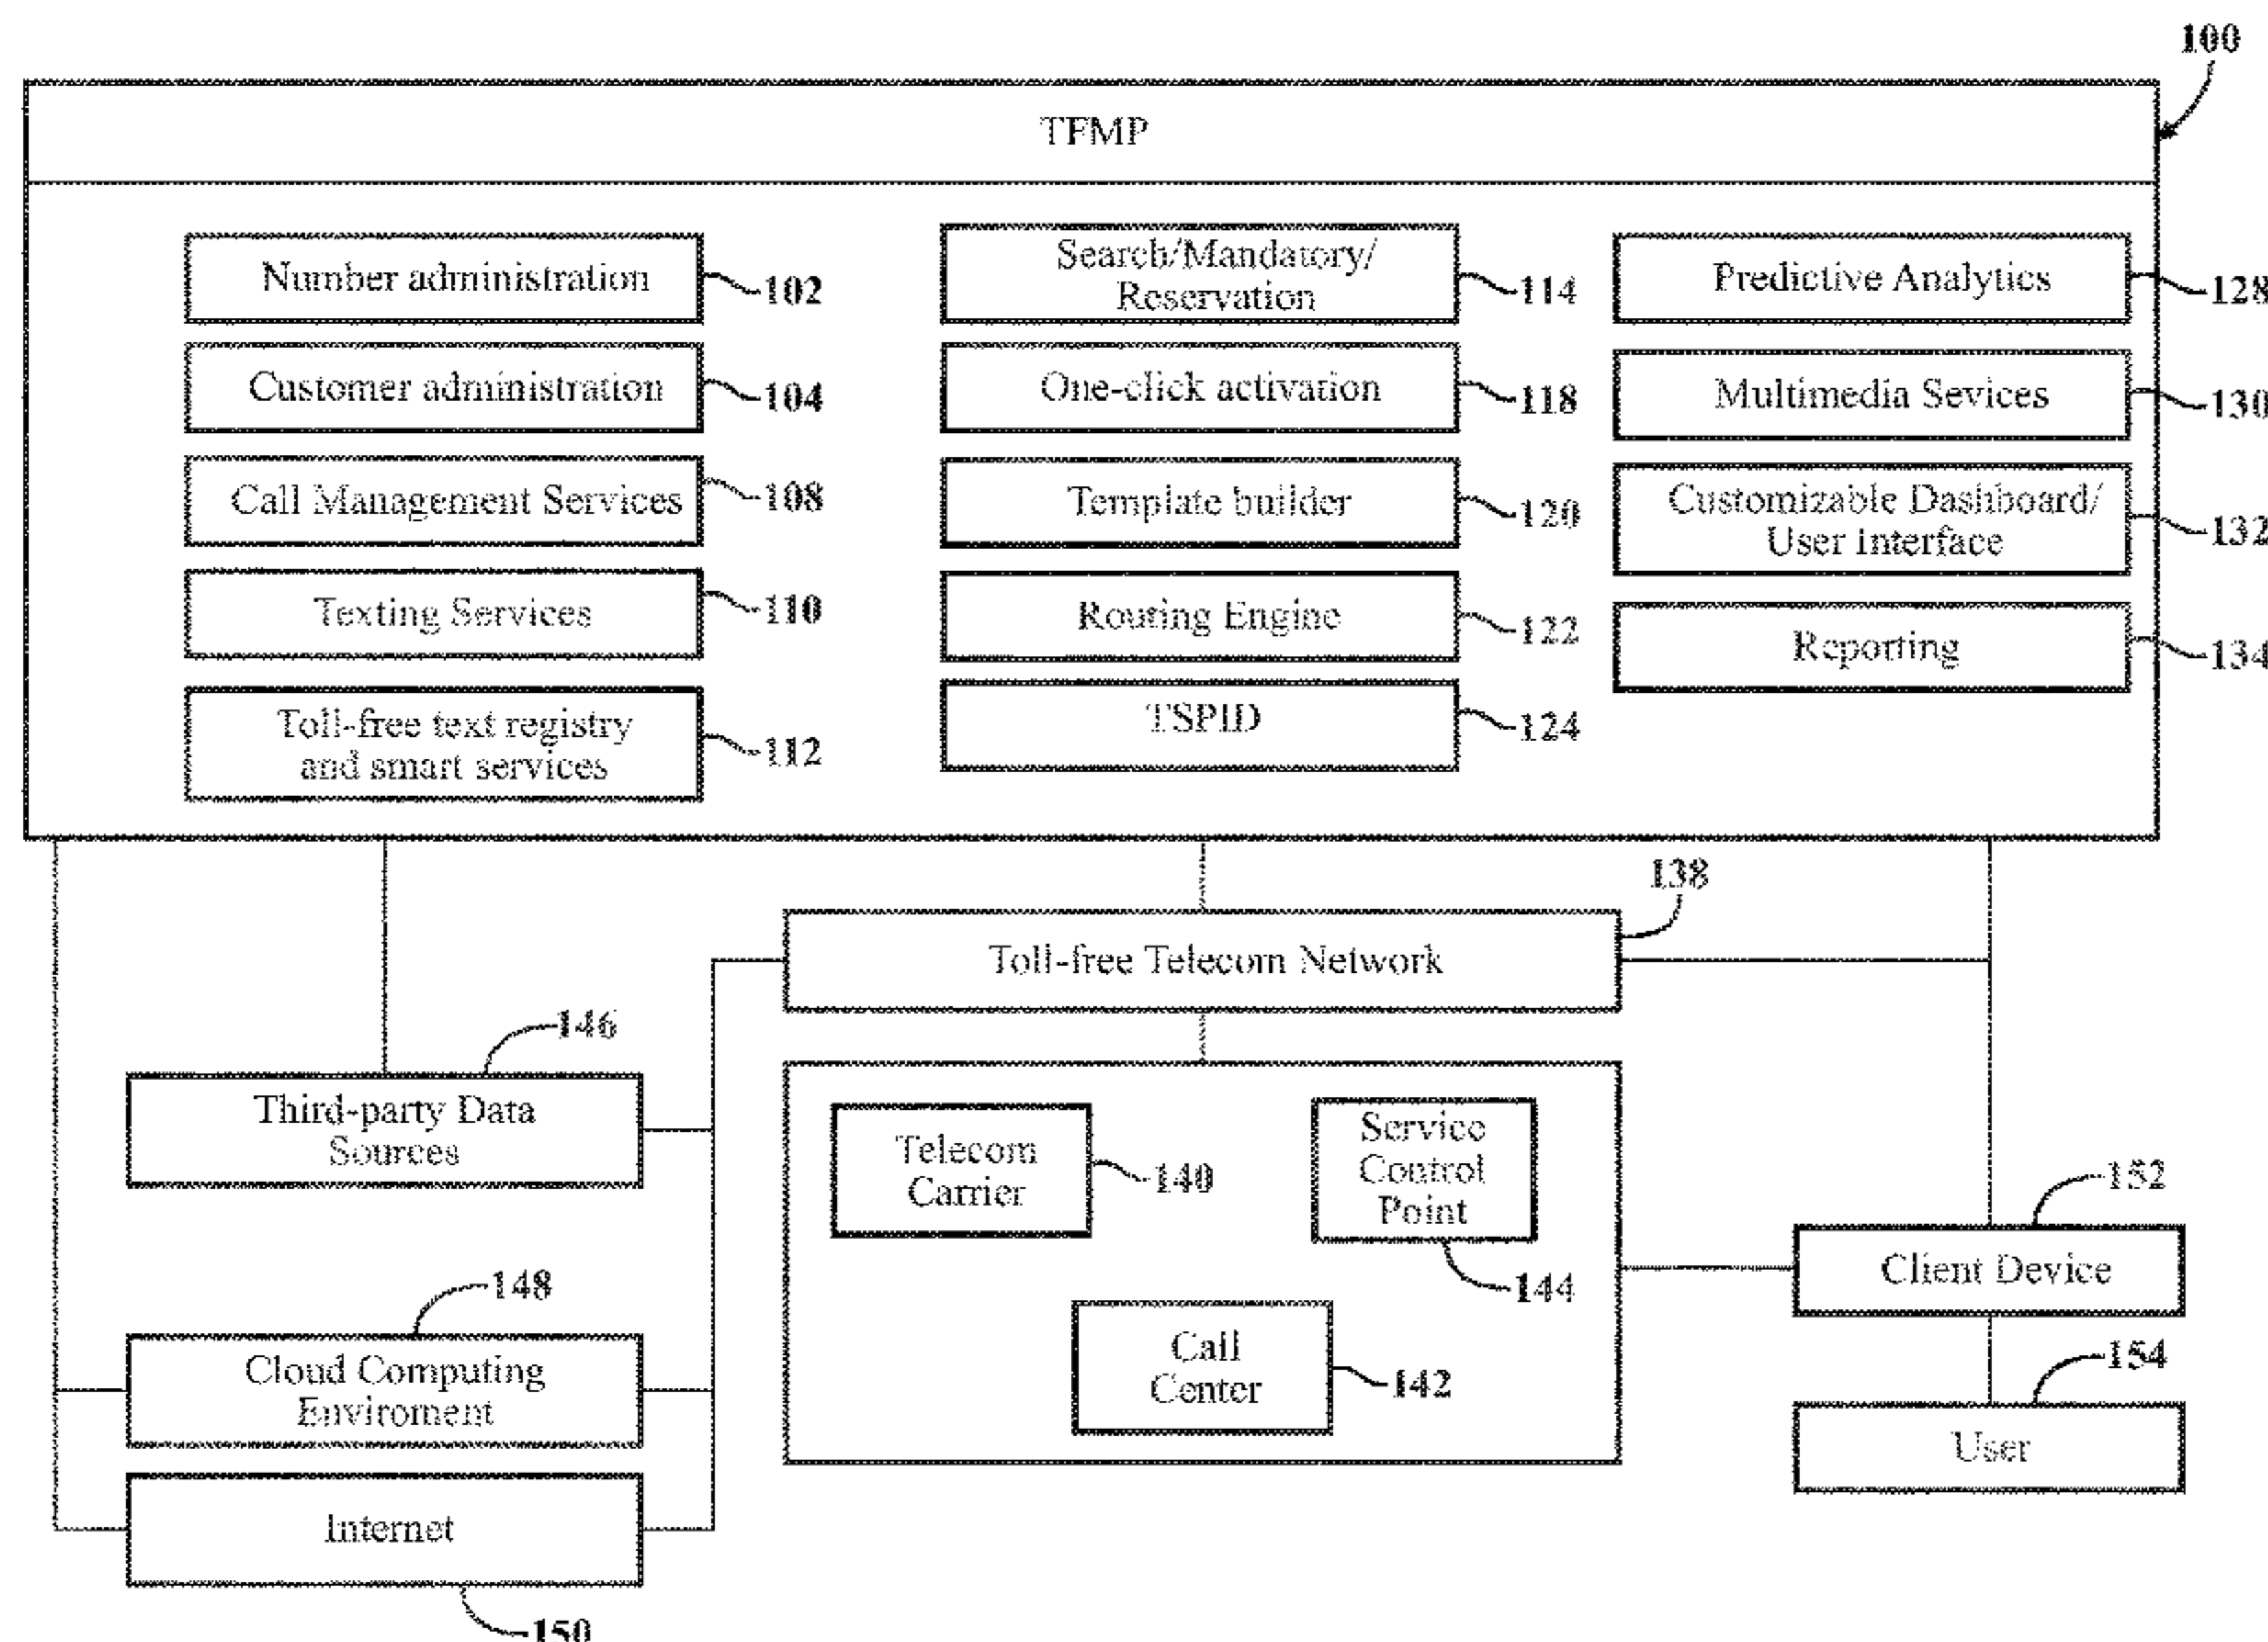 100
TFMP
Number administration
102
Customer administration
104
Call Management Services
108
Texting Services
110
Toll-free text registry
and smart services
112
Search/Mandatory/
Reservation
114
One-click activation
118
Template builder
120
Routing Engine
122
TSPID
124
Predictive Analytics
128
Multimedia Sevices
130
Customizable Dashboard/
User Interface
132
Reporting
134
138
Toll-free Telecom Network
146
Third-party Data
Sources
148
Cloud Computing
Enviroment
Internet
150
Telecom
Carrier
140
Service
Control
Point
144
Call
Center
142
152
Client Device
154
User